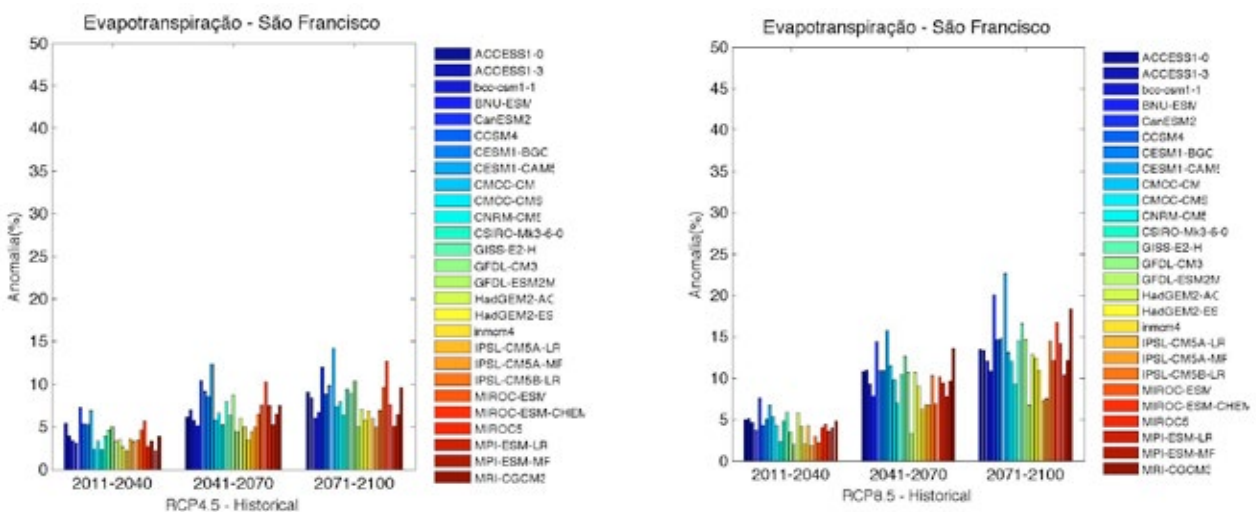 Evapotranspiração - São Francisco
50
45
40
35
30
25
20
15
10
5
0
Anomalia(%)
2011-2040
2041-2070
2071-2100
RCP4.5 - Historical
ACCESS1-0
ACCESS1-3
bcc-csm1-1
BNU-ESM
CanESM2
CCSM4
CESM1-BGC
CESM1-CAM5
CMCC-CM
CMCC-CMS
CNRM-CM5
CSIRO-Mk3-6-0
GISS-E2-H
GFDL-CM3
GFDL-ESM2M
HadGEM2-AC
HadGEM2-ES
inmcm4
IPSL-CM5A-LR
IPSL-CM5A-MR
IPSL-CM5B-LR
MIROC-ESM
MIROC-ESM-CHEM
MIROC5
MPI-ESM-LR
MPI-ESM-MR
MRI-CGCM3
Evapotranspiração - São Francisco
50
45
40
35
30
25
20
15
10
5
0
Anomalia(%)
2011-2040
2041-2070
2071-2100
RCP8.5 - Historical
ACCESS1-0
ACCESS1-3
bcc-csm1-1
BNU-ESM
CanESM2
CCSM4
CESM1-BGC
CESM1-CAM5
CMCC-CM
CMCC-CMS
CNRM-CM5
CSIRO-Mk3-6-0
GISS-E2-H
GFDL-CM3
GFDL-ESM2M
HadGEM2-AC
HadGEM2-ES
inmcm4
IPSL-CM5A-LR
IPSL-CM5A-MR
IPSL-CM5B-LR
MIROC-ESM
MIROC-ESM-CHEM
MIROC5
MPI-ESM-LR
MPI-ESM-MR
MRI-CGCM3